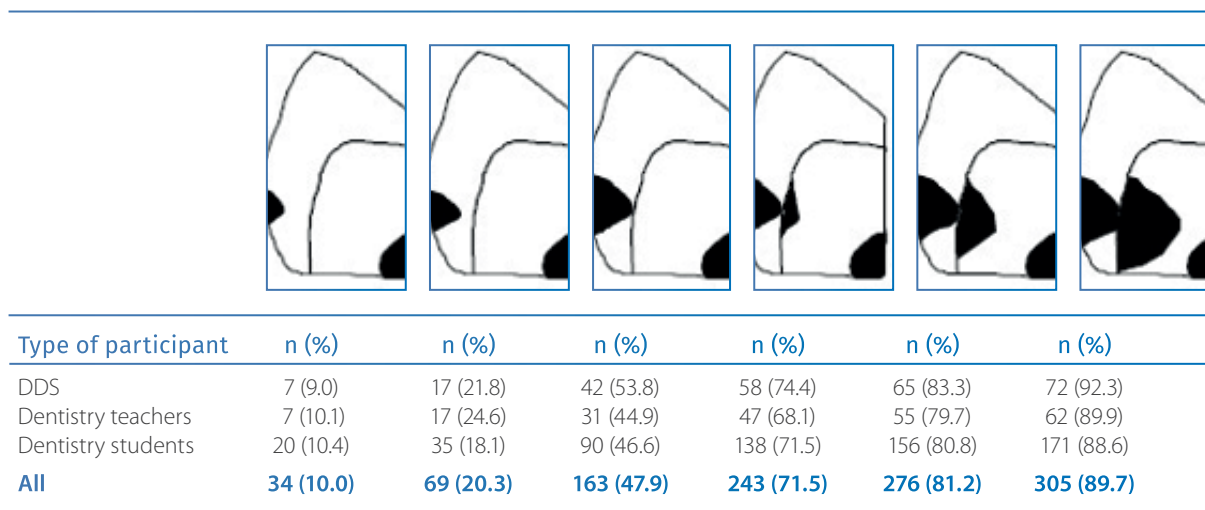 Type of participant n (%) n (%) n (%) n (%) n (%) n (%)
DDS 7 (9.0) 17 (21.8) 42 (53.8) 58 (74.4) 65 (83.3) 72 (92.3)
Dentistry teachers 7 (10.1) 17 (24.6) 31 (44.9) 47 (68.1) 55 (79.7) 62 (89.9)
Dentistry students 20 (10.4) 35 (18.1) 90 (46.6) 138 (71.5) 156 (80.8) 171 (88.6)
All 34 (10.0) 69 (20.3) 163 (47.9) 243 (71.5) 276 (81.2) 305 (89.7)